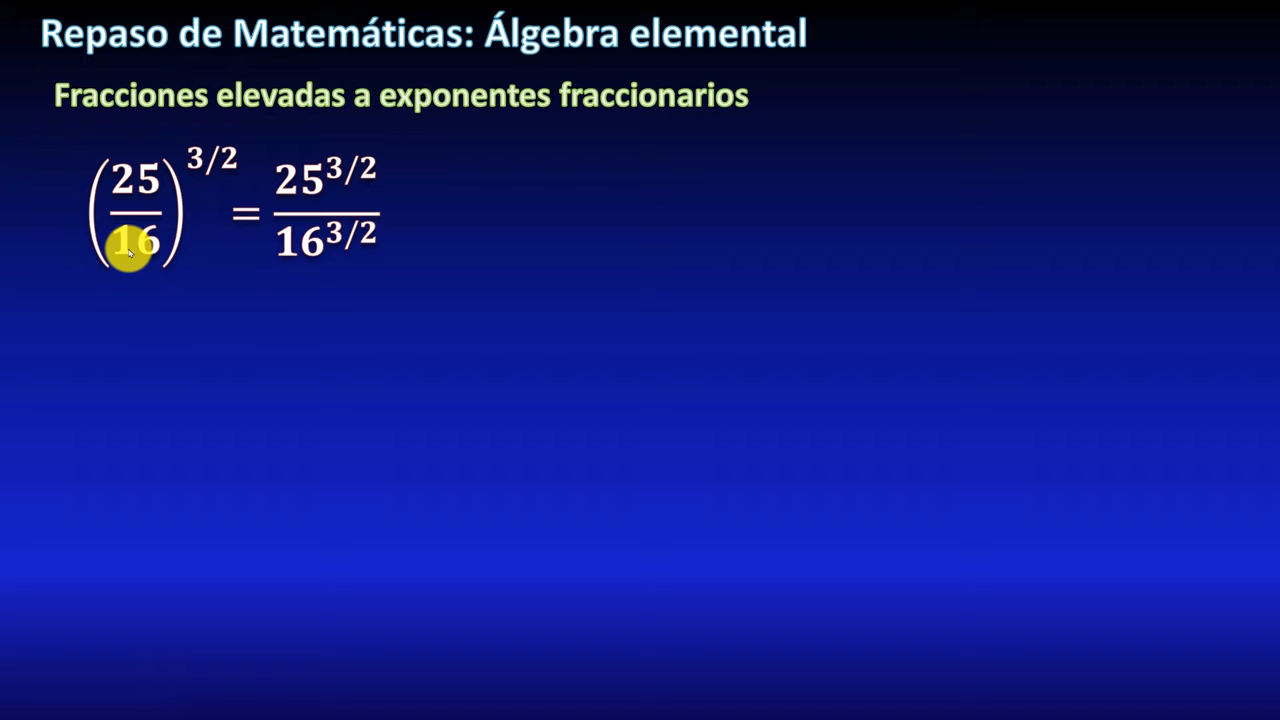 Repaso de Matemáticas: Álgebra elemental
Fracciones elevadas a exponentes fraccionarios
(25/16)^3/2 = 25^3/2 / 16^3/2